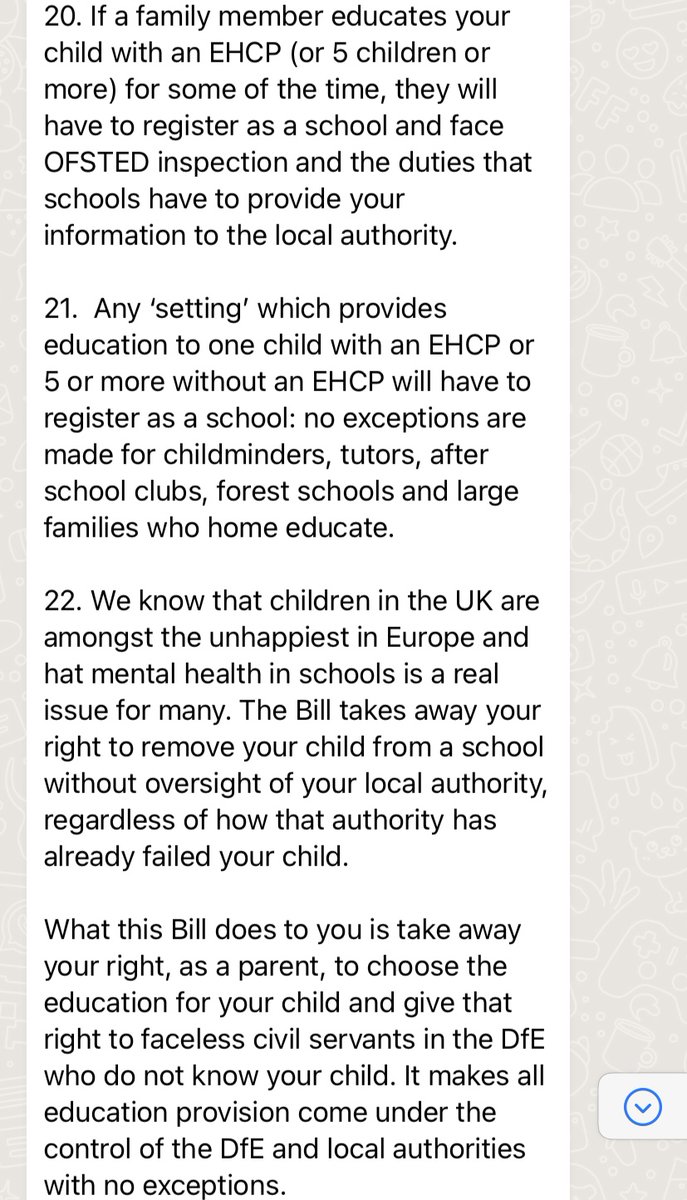 20. If a family member educates your
child with an EHCP (or 5 children or
more) for some of the time, they will
have to register as a school and face
OFSTED inspection and the duties that
schools have to provide your
information to the local authority.
21.  Any ‘setting’ which provides
education to one child with an EHCP or
5 or more without an EHCP will have to
register as a school: no exceptions are
made for childminders, tutors, after
school clubs, forest schools and large
families who home educate.
22. We know that children in the UK are
amongst the unhappiest in Europe and
hat mental health in schools is a real
issue for many. The Bill takes away your
right to remove your child from a school
without oversight of your local authority,
regardless of how that authority has
already failed your child.
What this Bill does to you is take away
your right, as a parent, to choose the
education for your child and give that
right to faceless civil servants in the DfE
who do not know your child. It makes all
education provision come under the
control of the DfE and local authorities
with no exceptions.